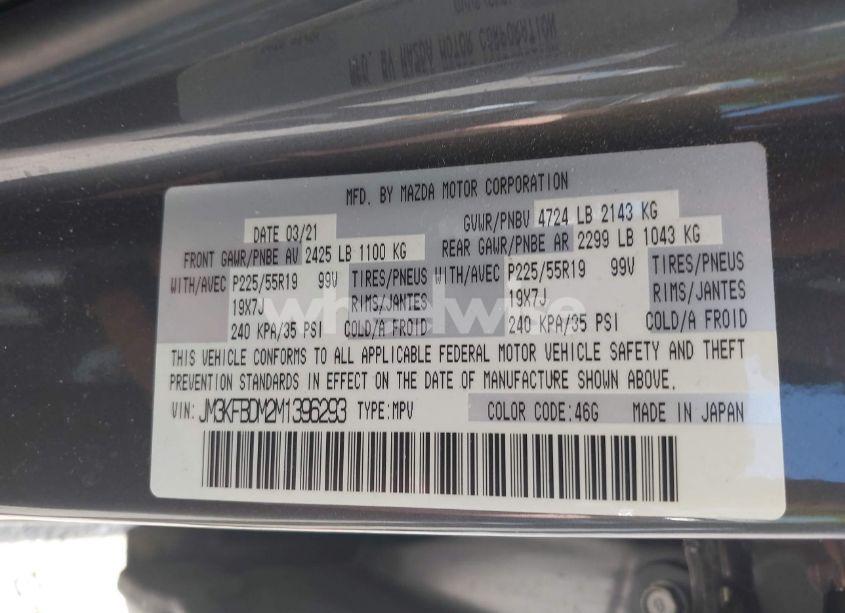 MFD. BY MAZDA MOTOR CORPORATION
DATE 03/21 GVWR/PNBV 4724 LB 2143 KG
FRONT GAWR/PNBE AV 2425 LB 1100 KG REAR GAWR/PNBE AR 2299 LB 1043 KG
WITH/AVEC P225/55R19 99V TIRES/PNEUS WITH/AVEC P225/55R19 99V TIRES/PNEUS
19X7J RIMS/JANTES 19X7J RIMS/JANTES
240 KPA/35 PSI COLD/A FROID 240 KPA/35 PSI COLD/A FROID
wheelwise
THIS VEHICLE CONFORMS TO ALL APPLICABLE FEDERAL MOTOR VEHICLE SAFETY AND THEFT
PREVENTION STANDARDS IN EFFECT ON THE DATE OF MANUFACTURE SHOWN ABOVE.
VIN: JM3KFBDM2M1396293 TYPE:MPV COLOR CODE:46G MADE IN JAPAN